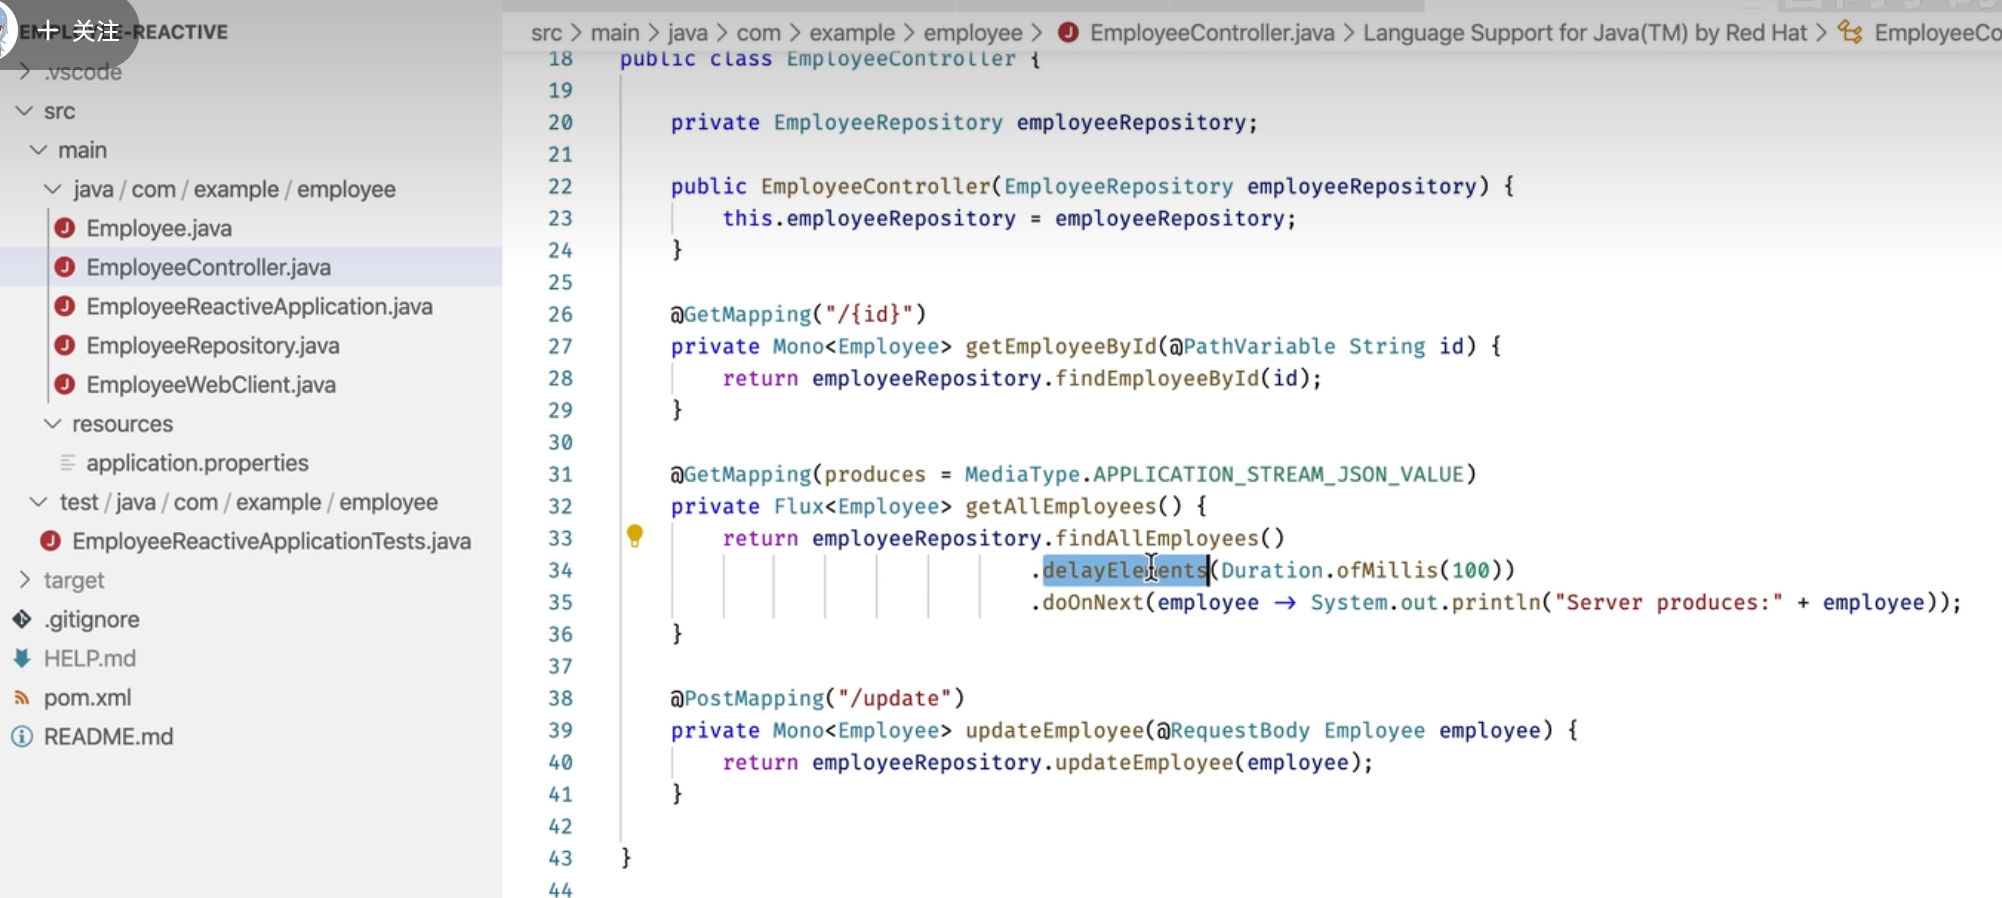 EMPLOYEE-REACTIVE
关注
.vscode
src
main
java / com / example / employee
Employee.java
EmployeeController.java
EmployeeReactiveApplication.java
EmployeeRepository.java
EmployeeWebClient.java
resources
application.properties
test / java / com / example / employee
EmployeeReactiveApplicationTests.java
target
.gitignore
HELP.md
pom.xml
README.md
src > main > java > com > example > employee > EmployeeController.java > Language Support for Java(TM) by Red Hat > EmployeeCo
18 public class EmployeeController {
19
20 private EmployeeRepository employeeRepository;
21
22 public EmployeeController(EmployeeRepository employeeRepository) {
23 this.employeeRepository = employeeRepository;
24 }
25
26 @GetMapping("/{id}")
27 private Mono<Employee> getEmployeeById(@PathVariable String id) {
28 return employeeRepository.findEmployeeById(id);
29 }
30
31 @GetMapping(produces = MediaType.APPLICATION_STREAM_JSON_VALUE)
32 private Flux<Employee> getAllEmployees() {
33 return employeeRepository.findAllEmployees()
34 .delayElements(Duration.ofMillis(100))
35 .doOnNext(employee → System.out.println("Server produces:" + employee));
36 }
37
38 @PostMapping("/update")
39 private Mono<Employee> updateEmployee(@RequestBody Employee employee) {
40 return employeeRepository.updateEmployee(employee);
41 }
42
43 }
44